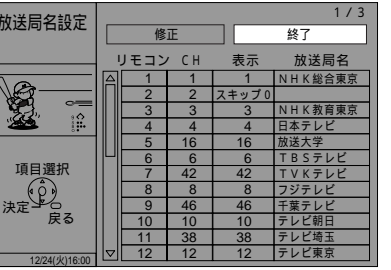 放送局名設定
1 / 3
修正 終了
リモコン CH 表示 放送局名
1 1 1 NHK総合東京
2 2 スキップ0
3 3 3 NHK教育東京
4 4 4 日本テレビ
5 16 16 放送大学
6 6 6 TBSテレビ
7 42 42 TVKテレビ
8 8 8 フジテレビ
9 46 46 千葉テレビ
10 10 10 テレビ朝日
11 38 38 テレビ埼玉
12 12 12 テレビ東京
項目選択
決定
戻る
12/24(火)16:00